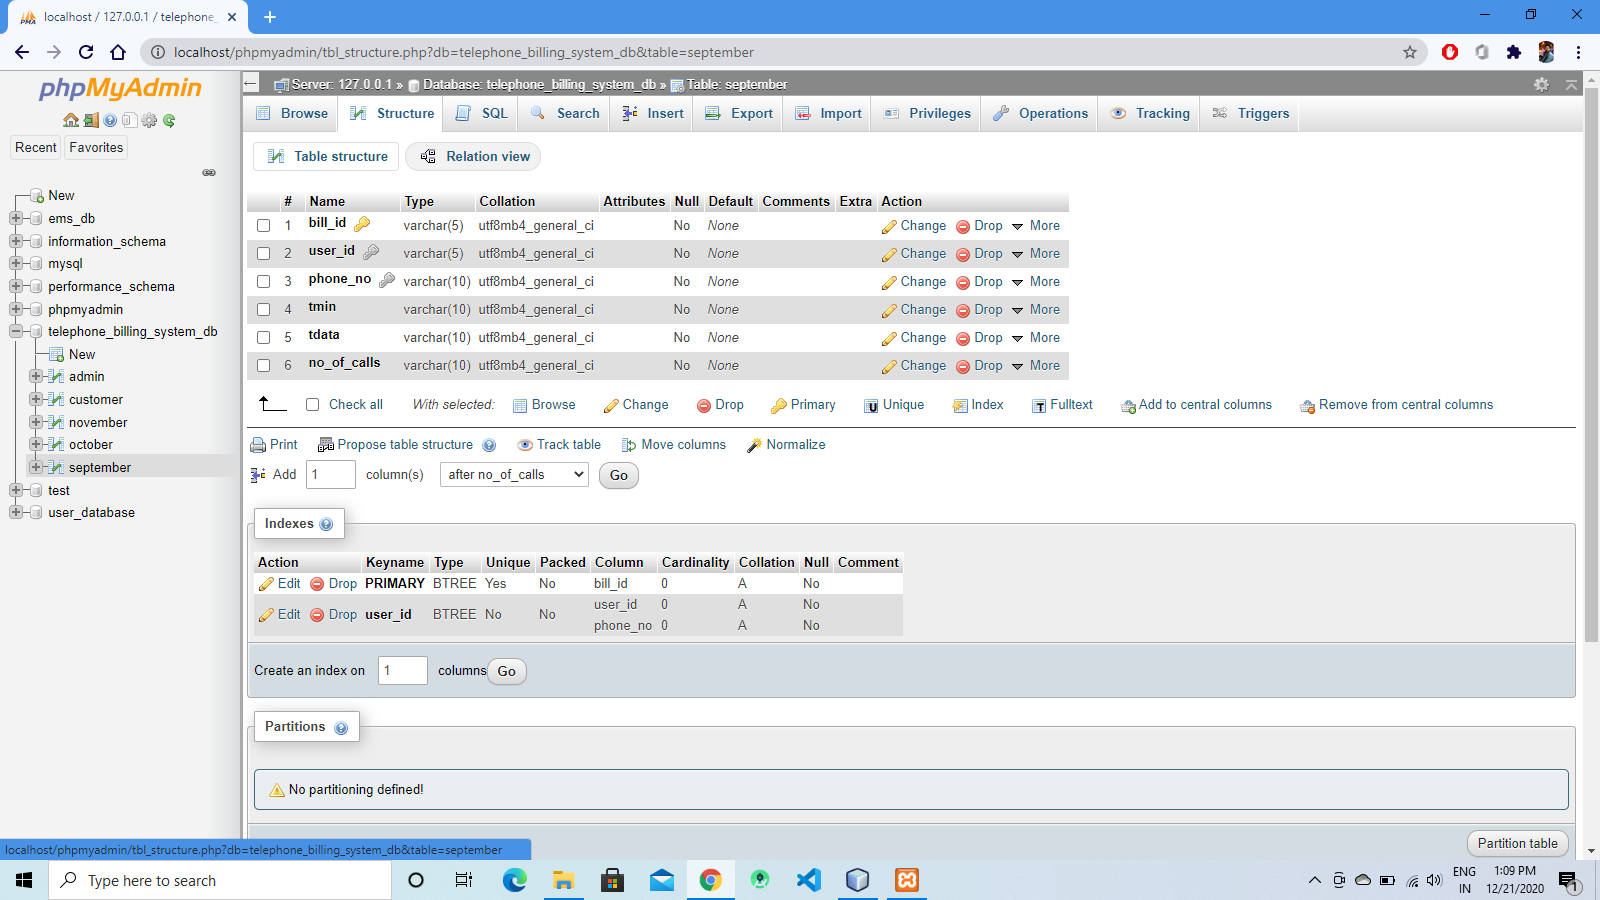 localhost / 127.0.0.1 / telephone_
localhost/phpmyadmin/tbl_structure.php?db=telephone_billing_system_db&table=september
phpMyAdmin
Recent Favorites
New
ems_db
information_schema
mysql
performance_schema
phpmyadmin
telephone_billing_system_db
New
admin
customer
november
october
september
test
user_database
Server: 127.0.0.1 » Database: telephone_billing_system_db » Table: september
Browse Structure SQL Search Insert Export Import Privileges Operations Tracking Triggers
Table structure Relation view
# Name Type Collation Attributes Null Default Comments Extra Action
1 bill_id varchar(5) utf8mb4_general_ci No None Change Drop More
2 user_id varchar(5) utf8mb4_general_ci No None Change Drop More
3 phone_no varchar(10) utf8mb4_general_ci No None Change Drop More
4 tmin varchar(10) utf8mb4_general_ci No None Change Drop More
5 tdata varchar(10) utf8mb4_general_ci No None Change Drop More
6 no_of_calls varchar(10) utf8mb4_general_ci No None Change Drop More
Check all With selected: Browse Change Drop Primary Unique Index Fulltext Add to central columns Remove from central columns
Print Propose table structure Track table Move columns Normalize
Add 1 column(s) after no_of_calls Go
Indexes
Action Keyname Type Unique Packed Column Cardinality Collation Null Comment
Edit Drop PRIMARY BTREE Yes No bill_id 0 A No
Edit Drop user_id BTREE No No user_id 0 A No
phone_no 0 A No
Create an index on 1 columns Go
Partitions
No partitioning defined!
Partition table
localhost/phpmyadmin/tbl_structure.php?db=telephone_billing_system_db&table=september
Type here to search
ENG
IN
1:09 PM
12/21/2020
1